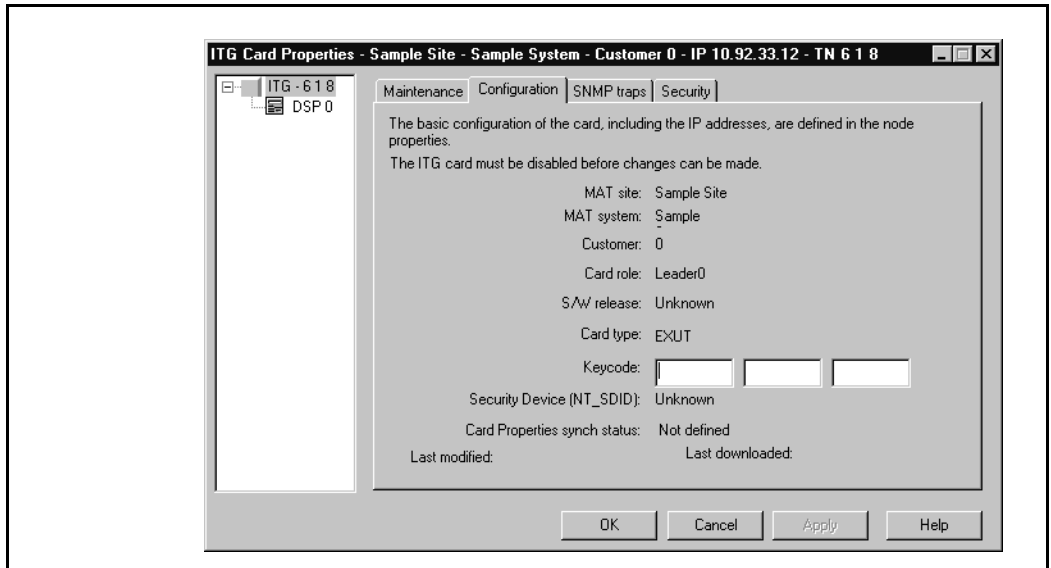 ITG Card Properties - Sample Site - Sample System - Customer 0 - IP 10.92.33.12 - TN 6 1 8
ITG - 6 1 8
DSP 0
Maintenance Configuration SNMP traps Security
The basic configuration of the card, including the IP addresses, are defined in the node
properties.
The ITG card must be disabled before changes can be made.
MAT site: Sample Site
MAT system: Sample
Customer: 0
Card role: Leader0
S/W release: Unknown
Card type: EXUT
Keycode:
Security Device (NT_SDID): Unknown
Card Properties synch status: Not defined
Last modified: Last downloaded:
OK Cancel Apply Help